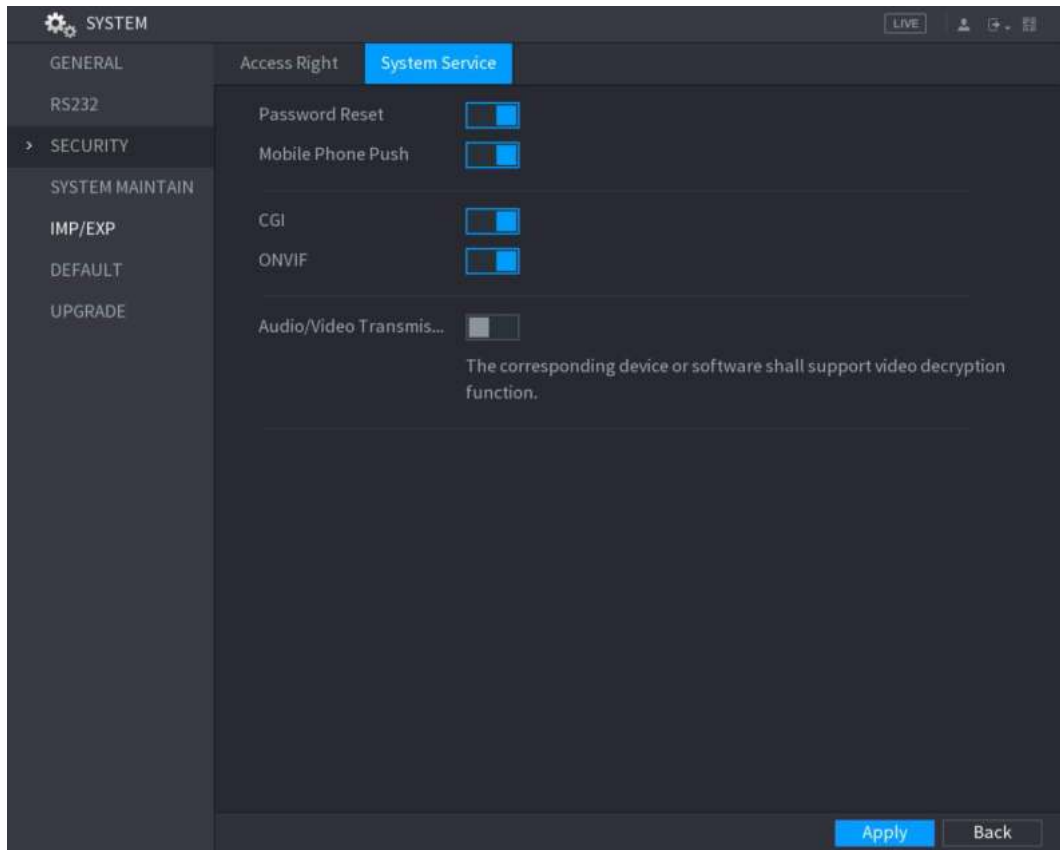 SYSTEM
LIVE
GENERAL
RS232
> SECURITY
SYSTEM MAINTAIN
IMP/EXP
DEFAULT
UPGRADE
Access Right
System Service
Password Reset
Mobile Phone Push
CGI
ONVIF
Audio/Video Transmis...
The corresponding device or software shall support video decryption
function.
Apply
Back